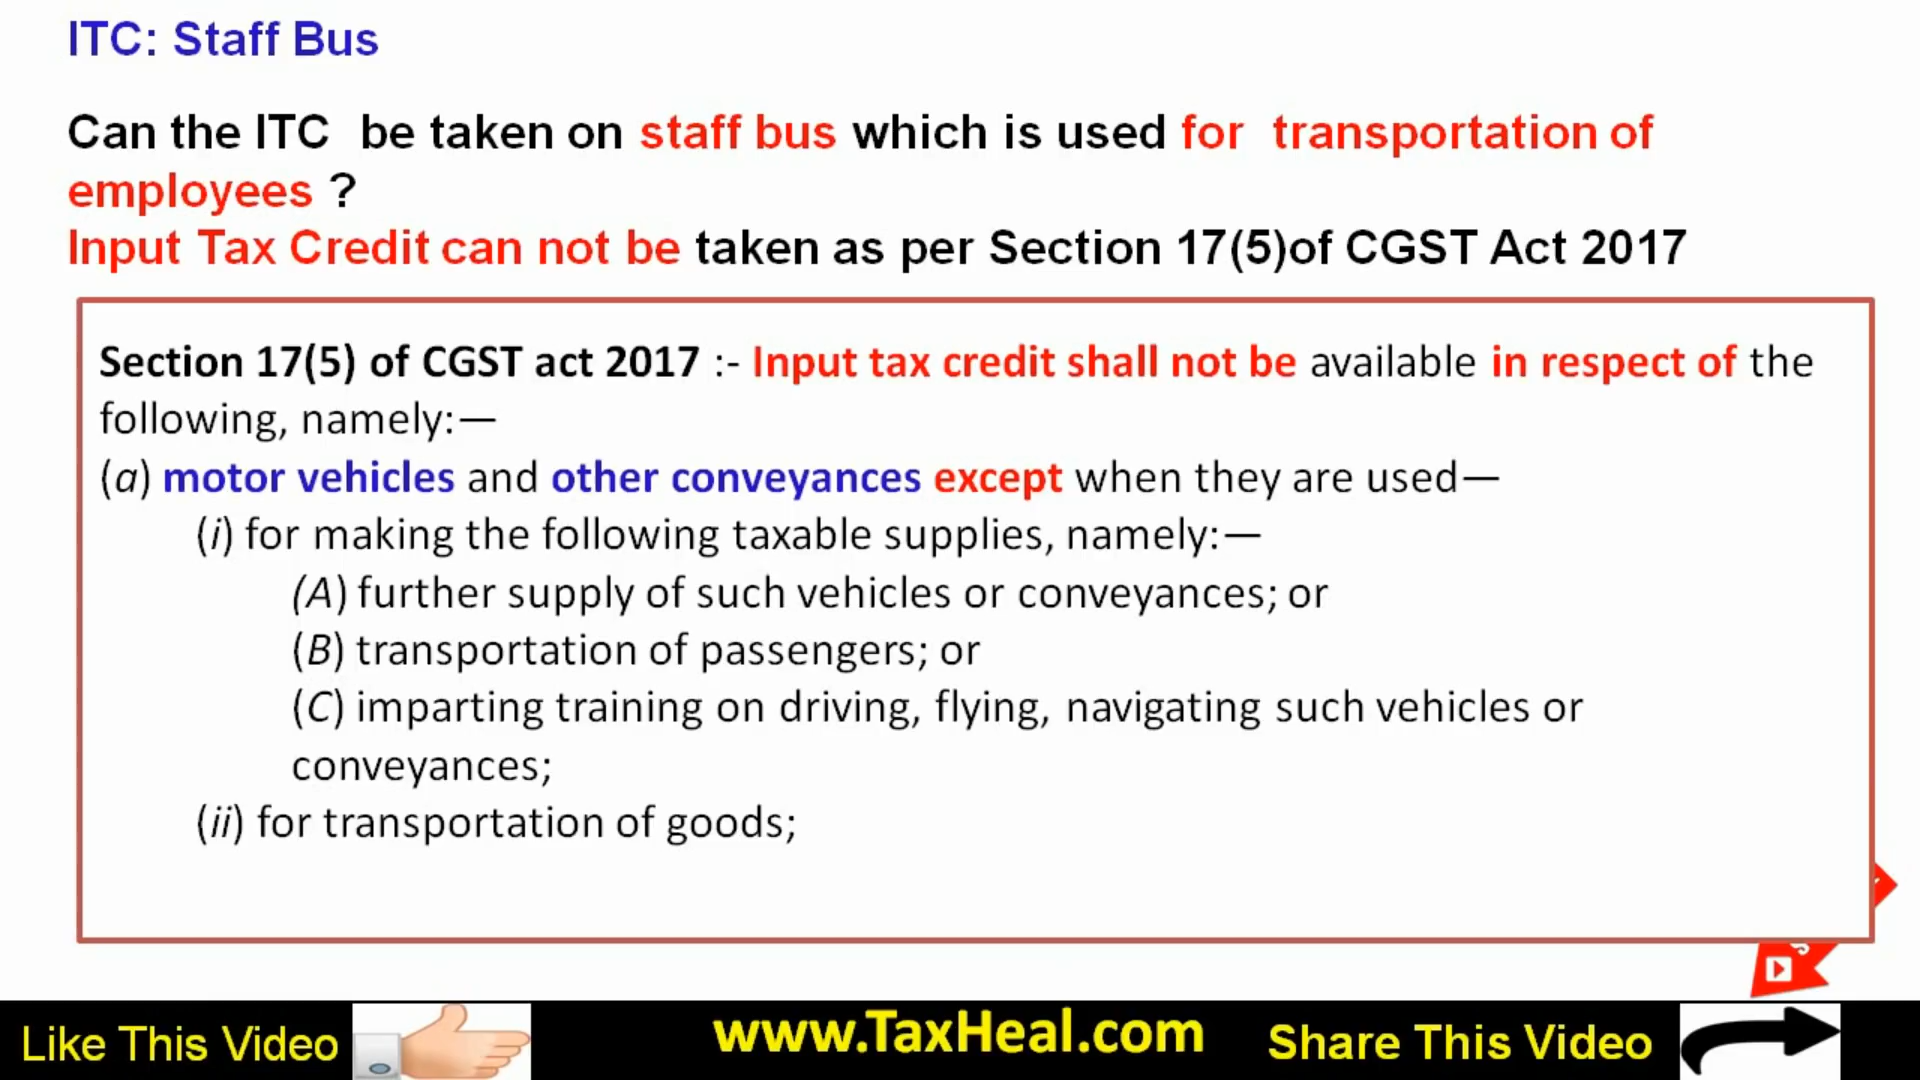 ITC: Staff Bus
Can the ITC be taken on staff bus which is used for transportation of
employees ?
Input Tax Credit can not be taken as per Section 17(5)of CGST Act 2017
Section 17(5) of CGST act 2017 :- Input tax credit shall not be available in respect of the
following, namely:—
(a) motor vehicles and other conveyances except when they are used—
(i) for making the following taxable supplies, namely:—
(A) further supply of such vehicles or conveyances; or
(B) transportation of passengers; or
(C) imparting training on driving, flying, navigating such vehicles or
conveyances;
(ii) for transportation of goods;
Like This Video
www.TaxHeal.com
Share This Video